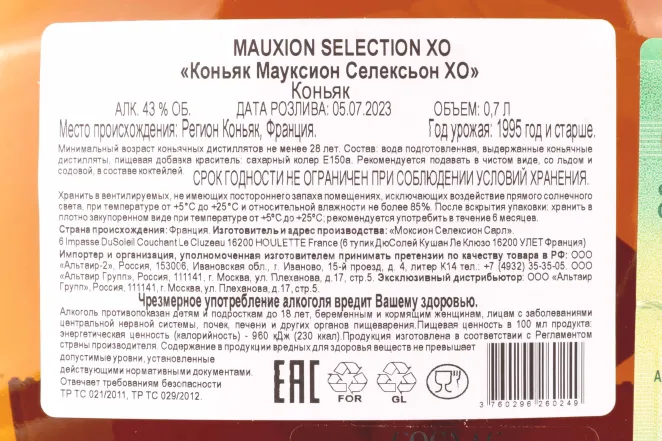 MAUXION SELECTION XO
«Коньяк Мауксион Селексьон ХО»
Коньяк
АЛК. 43 % ОБ. ДАТА РОЗЛИВА: 05.07.2023 ОБЪЕМ: 0,7 Л
Место происхождения: Регион Коньяк, Франция. Год урожая: 1995 год и старше.
Минимальный возраст коньячных дистиллятов не менее 28 лет. Состав: вода подготовленная, выдержанные коньячные
дистилляты, пищевая добавка краситель: сахарный колер Е150а. Рекомендуется подавать в чистом виде, со льдом и
содовой, в составе коктейлей. СРОК ГОДНОСТИ НЕ ОГРАНИЧЕН ПРИ СОБЛЮДЕНИИ УСЛОВИЙ ХРАНЕНИЯ.
Хранить в вентилируемых, не имеющих постороннего запаха помещениях, исключающих воздействие прямого солнечного
света, при температуре от +5°С до +25°С и относительной влажности не более 85%. После вскрытия упаковки: хранить в
плотно закупоренном виде при температуре от +5°С до +25°С; рекомендуется употребить в течение 6 месяцев.
Страна происхождения: Франция. Изготовитель и адрес производства: «Моксион Селексион Сарл».
6 Impasse DuSoleil Couchant Le Cluzeau 16200 HOULETTE France (6 тупик ДюСолей Кушан Ле Клюзо 16200 УЛЕТ Франция)
Импортер и организация, уполномоченная изготовителем принимать претензии по качеству товара в РФ: ООО
«Альтвир-2», Россия, 153006, Ивановская обл., г. Иваново, 15-й проезд, д. 4, литер К14 тел.: +7 (4932) 35-35-05. ООО
«Альтвир Групп», Россия, 111141, г. Москва, ул. Плеханова, д.17, стр.5. Эксклюзивный дистрибьютор: ООО «Альтвир
Групп», Россия, 111141, г. Москва, ул. Плеханова, д.17, стр.5.
Чрезмерное употребление алкоголя вредит Вашему здоровью.
Алкоголь противопоказан детям и подросткам до 18 лет, беременным и кормящим женщинам, лицам с заболеваниями
центральной нервной системы, почек, печени и других органов пищеварения.Пищевая ценность в 100 мл продукта:
энергетическая ценность (калорийность) - 960 кДж (230 ккал).Продукция изготовлена в соответствии с Регламентом
страны изготовителя. Содержание в продукции вредных для здоровья веществ не превышает
допустимые уровни, установленные
действующими нормативными документами.
Отвечает требованиям безопасности
ТР ТС 021/2011, ТР ТС 029/2012.
EAC
FOR
GL
3 760296 260249